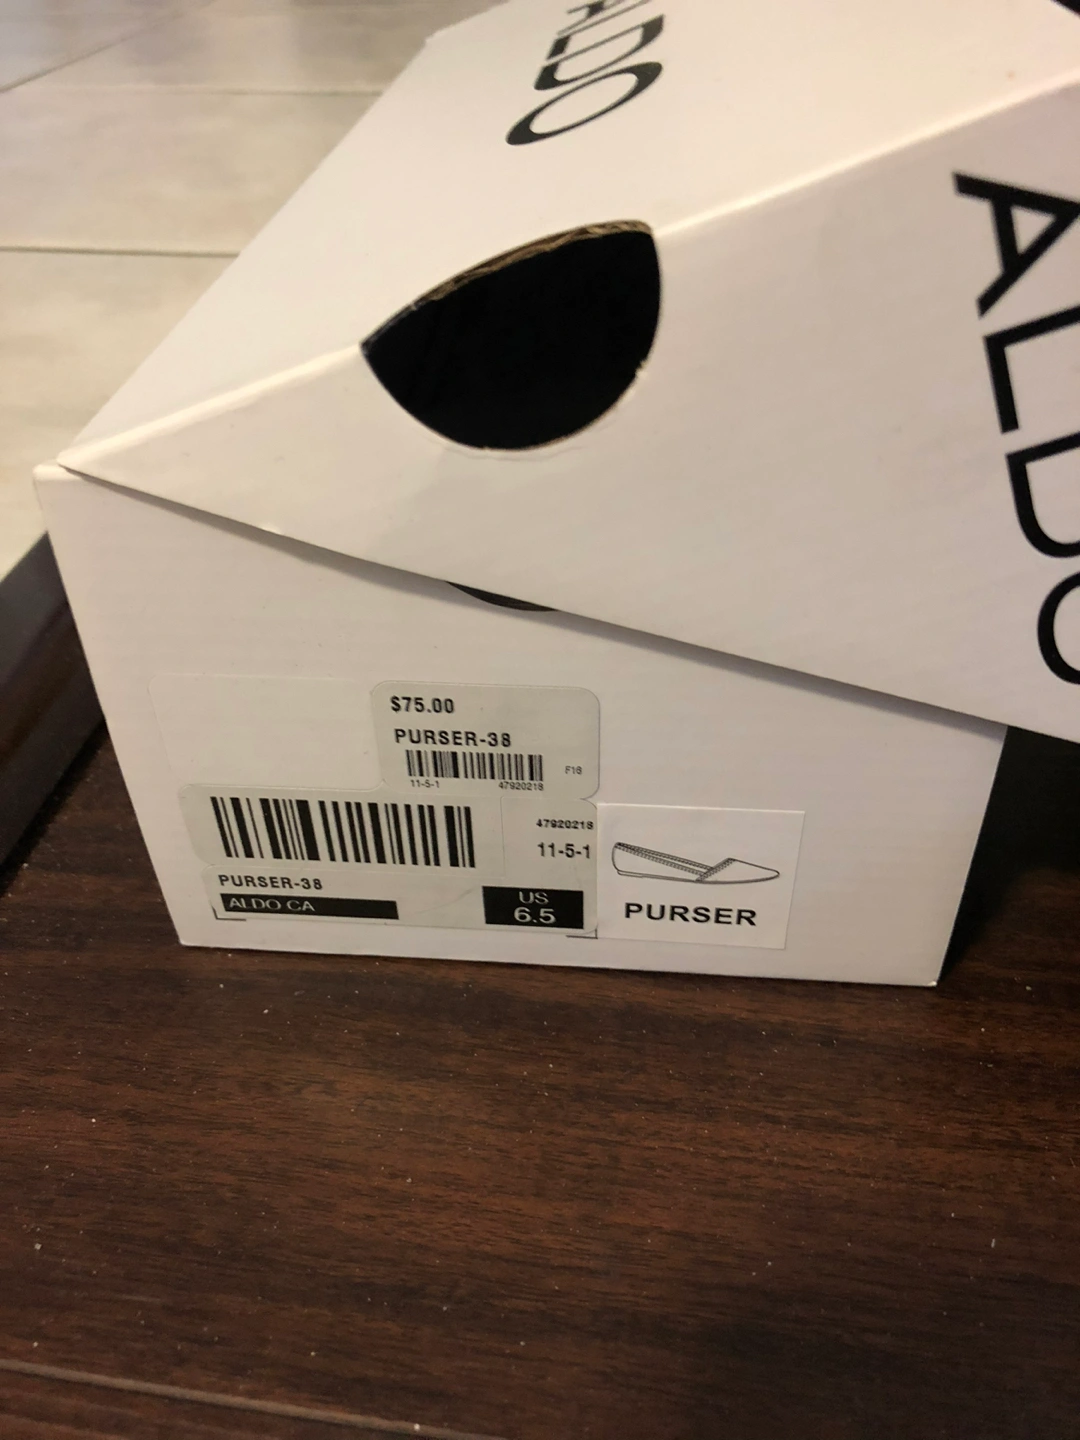 ALDO
ALDO
$75.00
PURSER-38
11-5-1 47920218
F18
47920218
11-5-1
PURSER-38
ALDO CA
US
6.5
PURSER